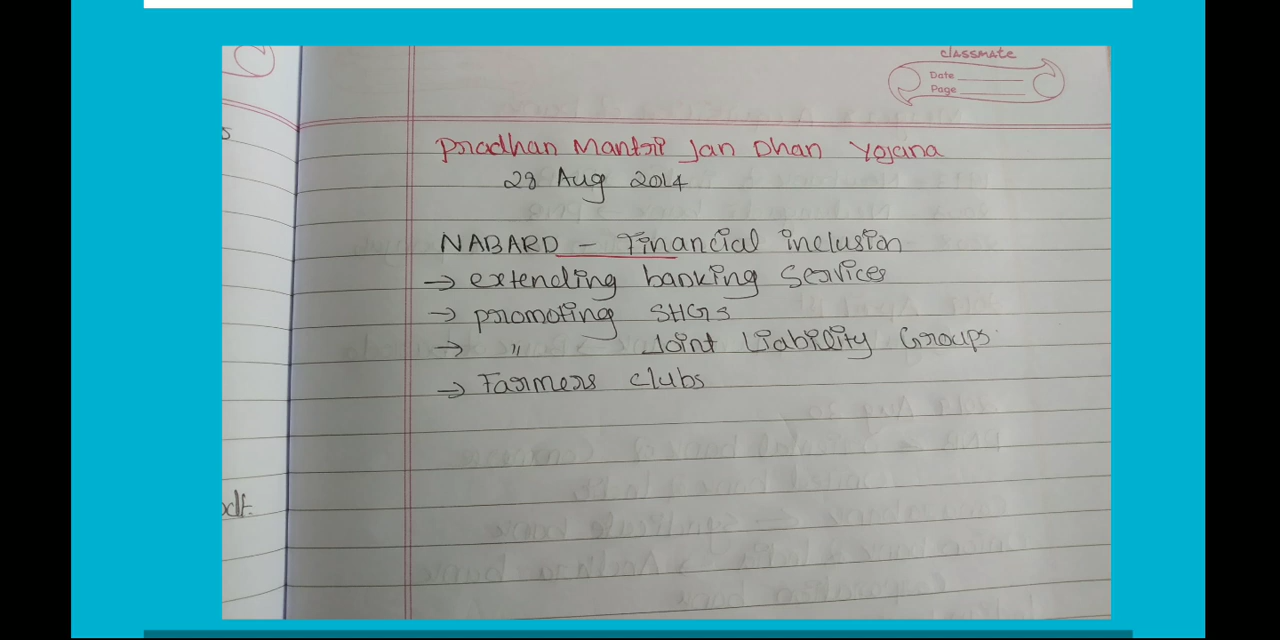 classmate
Date
Page
s
Pradhan Mantri Jan Dhan Yojana
28 Aug 2014
NABARD - Financial inclusion
→ extending banking services
→ promoting SHGs
→ " Joint Liability Groups
→ Farmers clubs